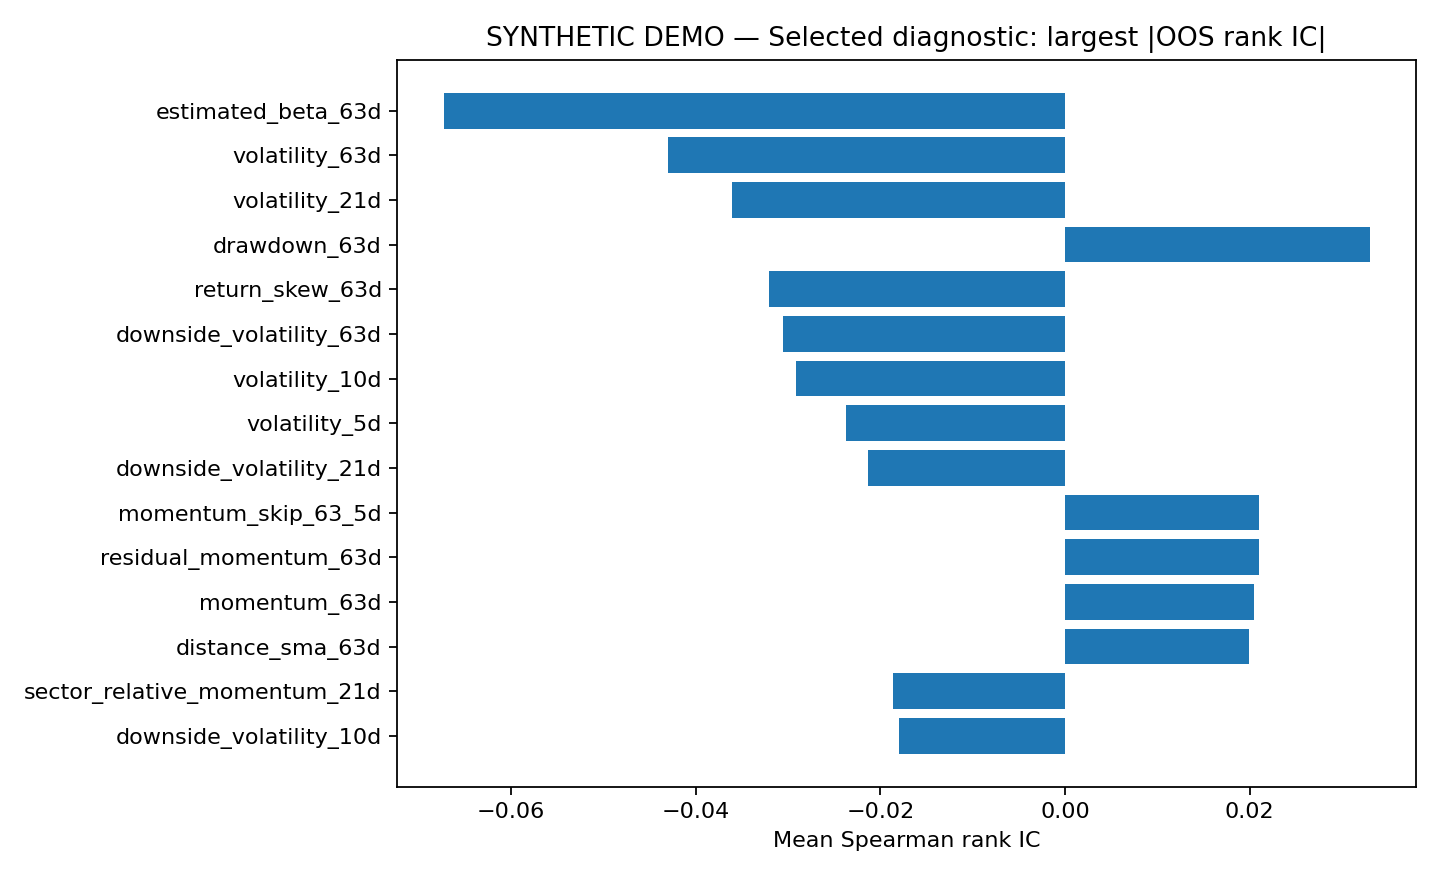 SYNTHETIC DEMO — Selected diagnostic: largest |OOS rank IC|
estimated_beta_63d
volatility_63d
volatility_21d
drawdown_63d
return_skew_63d
downside_volatility_63d
volatility_10d
volatility_5d
downside_volatility_21d
momentum_skip_63_5d
residual_momentum_63d
momentum_63d
distance_sma_63d
sector_relative_momentum_21d
downside_volatility_10d
−0.06 −0.04 −0.02 0.00 0.02
Mean Spearman rank IC